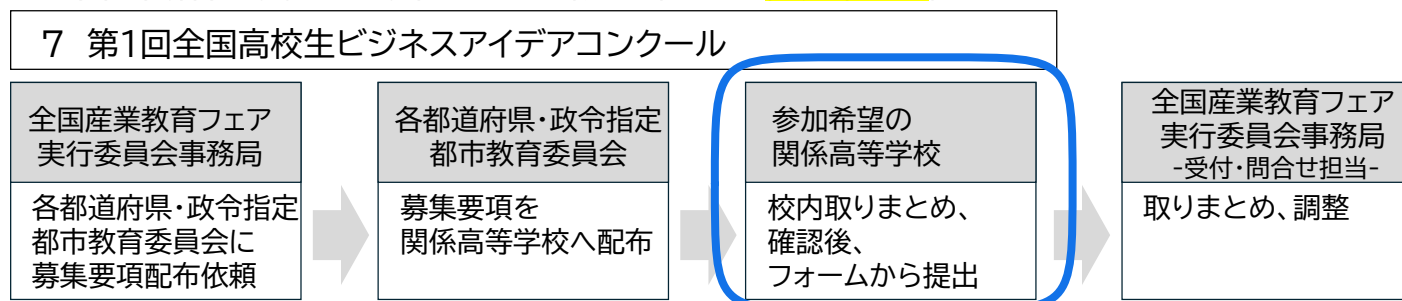 7 第1回全国高校生ビジネスアイデアコンクール
全国産業教育フェア
実行委員会事務局
各都道府県・政令指定
都市教育委員会に
募集要項配布依頼
各都道府県・政令指定
都市教育委員会
募集要項を
関係高等学校へ配布
参加希望の
関係高等学校
校内取りまとめ、
確認後、
フォームから提出
全国産業教育フェア
実行委員会事務局
-受付・問合せ担当-
取りまとめ、調整